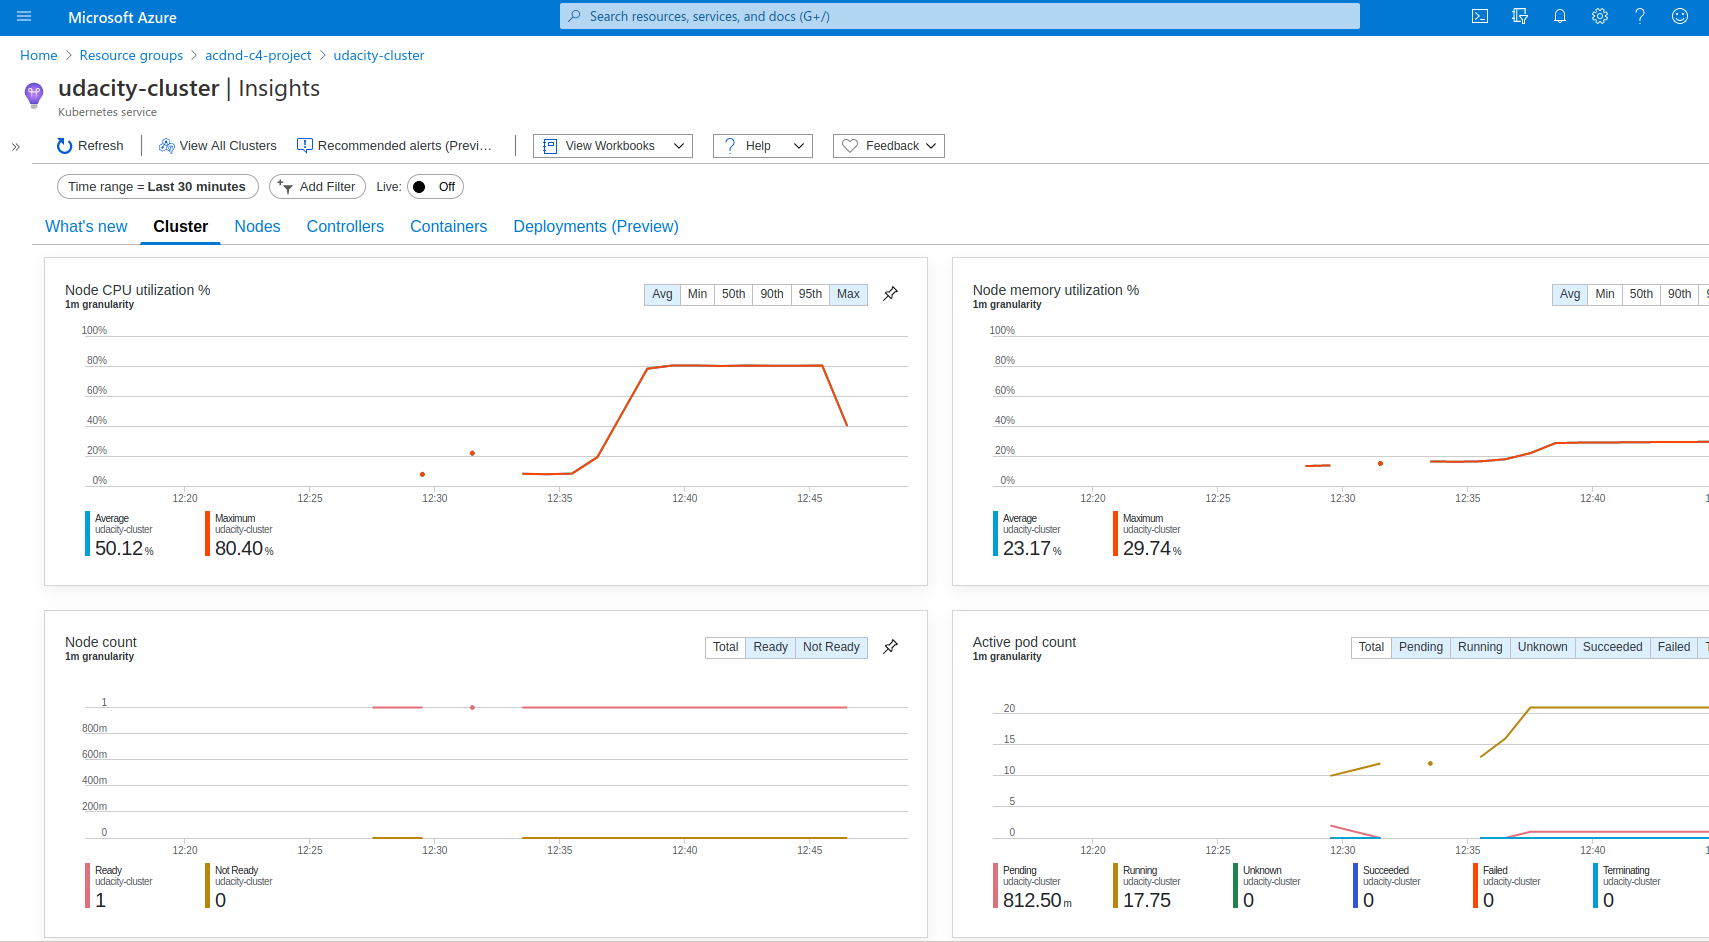 Microsoft Azure
Search resources, services, and docs (G+/)
Home > Resource groups > acdnd-c4-project > udacity-cluster
udacity-cluster | Insights
Kubernetes service
» Refresh View All Clusters Recommended alerts (Previ... View Workbooks Help Feedback
Time range = Last 30 minutes Add Filter Live: Off
What's new Cluster Nodes Controllers Containers Deployments (Preview)
Node CPU utilization %
1m granularity
Avg Min 50th 90th 95th Max
100%
80%
60%
40%
20%
0%
12:20 12:25 12:30 12:35 12:40 12:45
Average Maximum
udacity-cluster udacity-cluster
50.12 % 80.40 %
Node memory utilization %
1m granularity
Avg Min 50th 90th
100%
80%
60%
40%
20%
0%
12:20 12:25 12:30 12:35 12:40
Average Maximum
udacity-cluster udacity-cluster
23.17 % 29.74 %
Node count
1m granularity
Total Ready Not Ready
1
800m
600m
400m
200m
0
12:20 12:25 12:30 12:35 12:40 12:45
Ready Not Ready
udacity-cluster udacity-cluster
1 0
Active pod count
1m granularity
Total Pending Running Unknown Succeeded Failed
20
15
10
5
0
12:20 12:25 12:30 12:35 12:40
Pending Running Unknown Succeeded Failed Terminating
udacity-cluster udacity-cluster udacity-cluster udacity-cluster udacity-cluster udacity-cluster
812.50 m 17.75 0 0 0 0